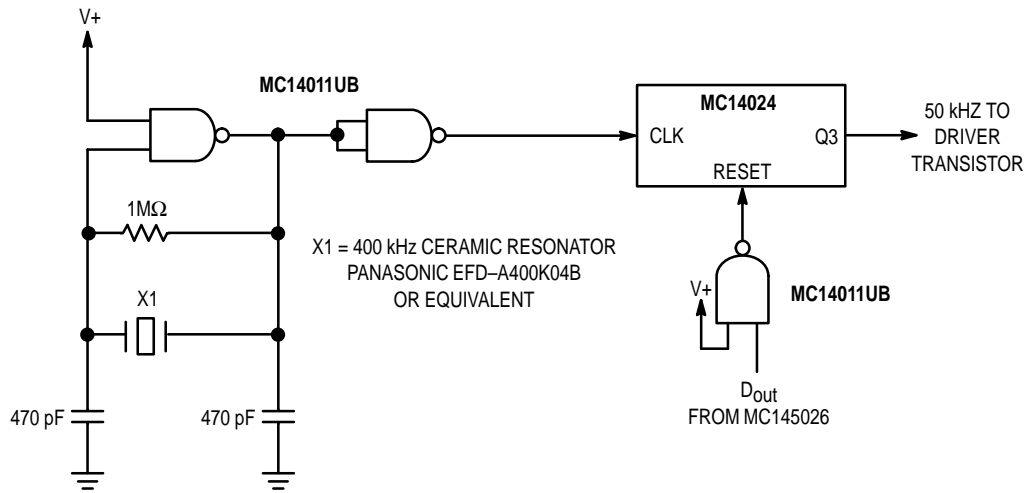 V+
MC14011UB
MC14024
CLK
Q3
RESET
50 kHZ TO
DRIVER
TRANSISTOR
1MΩ
X1 = 400 kHz CERAMIC RESONATOR
PANASONIC EFD–A400K04B
OR EQUIVALENT
X1
V+
MC14011UB
470 pF
470 pF
Dout
FROM MC145026